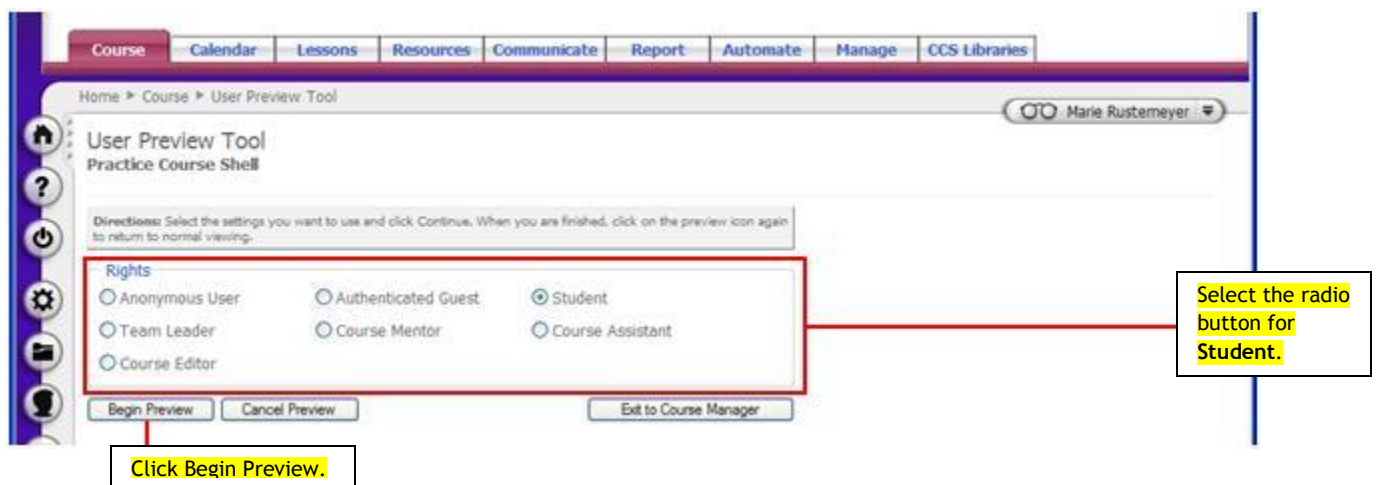 Course Calendar Lessons Resources Communicate Report Automate Manage CCS Libraries
Home Course User Preview Tool
Marie Rustemeyer
User Preview Tool
Practice Course Shell
?
Directions: Select the settings you want to use and click Continue. When you are finished, click on the preview icon again
to return to normal viewing.
Rights
Anonymous User Authenticated Guest Student
Team Leader Course Mentor Course Assistant
Course Editor
Begin Preview Cancel Preview Exit to Course Manager
Select the radio
button for
Student.
Click Begin Preview.